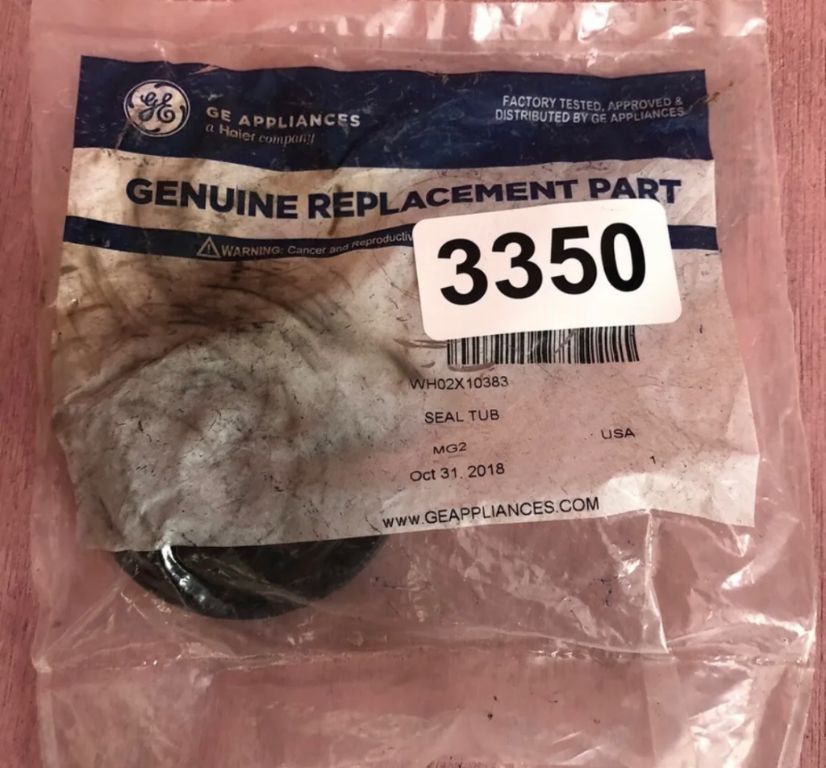 GE
GE APPLIANCES
a Haier company
FACTORY TESTED, APPROVED &
DISTRIBUTED BY GE APPLIANCES
GENUINE REPLACEMENT PART
WARNING: Cancer and Reproductiv
3350
WH02X10383
SEAL TUB
MG2 USA
Oct 31. 2018 1
www.GEAPPLIANCES.COM